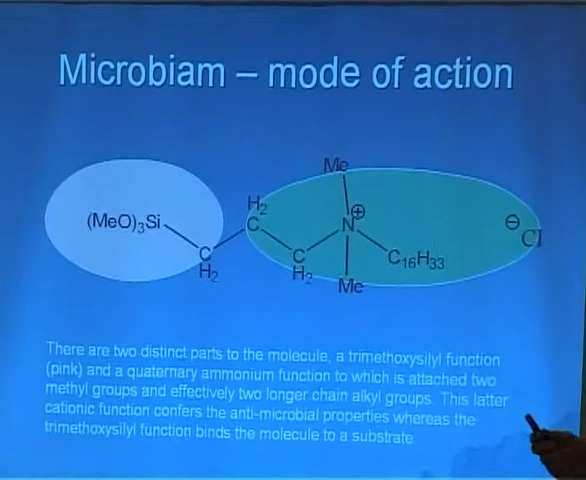 Microbiam – mode of action
Me
H₂
(MeO)₃Si
C
N
⊕
⊖
Cl
C
H₂
C
H₂
C₁₆H₃₃
Me
There are two distinct parts to the molecule, a trimethoxysilyl function
(pink) and a quaternary ammonium function to which is attached two
methyl groups and effectively two longer chain alkyl groups. This latter
cationic function confers the anti-microbial properties whereas the
trimethoxysilyl function binds the molecule to a substrate.